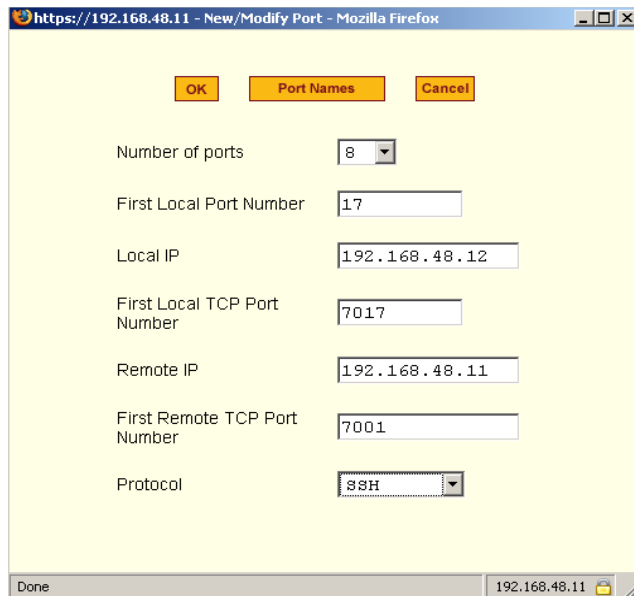 https://192.168.48.11 - New/Modify Port - Mozilla Firefox
OK Port Names Cancel
Number of ports 8
First Local Port Number 17
Local IP 192.168.48.12
First Local TCP Port
Number 7017
Remote IP 192.168.48.11
First Remote TCP Port
Number 7001
Protocol SSH
Done 192.168.48.11